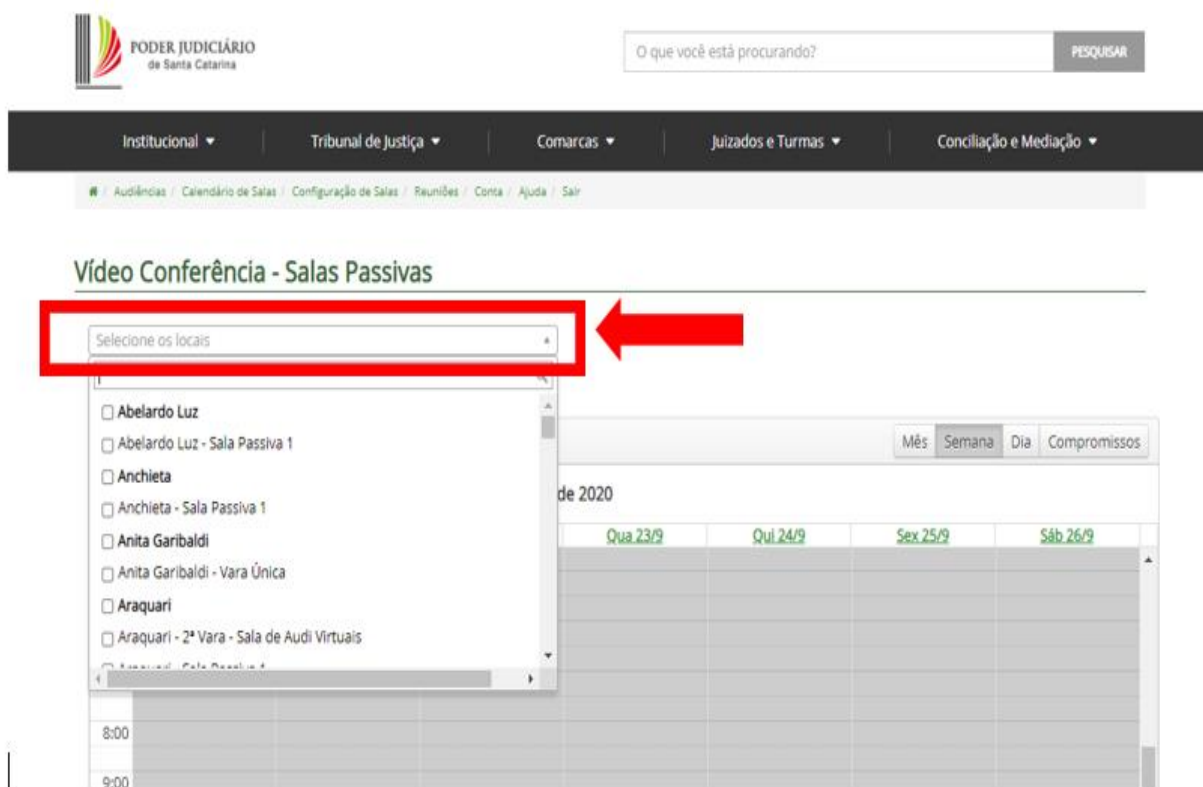 PODER JUDICIÁRIO
de Santa Catarina
O que você está procurando?
PESQUISAR
Institucional
Tribunal de Justiça
Comarcas
Juizados e Turmas
Conciliação e Mediação
/ Audiências / Calendário de Salas / Configuração de Salas / Reuniões / Conta / Ajuda / Sair
Vídeo Conferência - Salas Passivas
Selecione os locais
Abelardo Luz
Abelardo Luz - Sala Passiva 1
Anchieta
Anchieta - Sala Passiva 1
Anita Garibaldi
Anita Garibaldi - Vara Única
Araquari
Araquari - 2ª Vara - Sala de Audi Virtuais
Araquari - Sala Passiva 1
Mês Semana Dia Compromissos
de 2020
Qua 23/9 Qui 24/9 Sex 25/9 Sáb 26/9
8:00
9:00